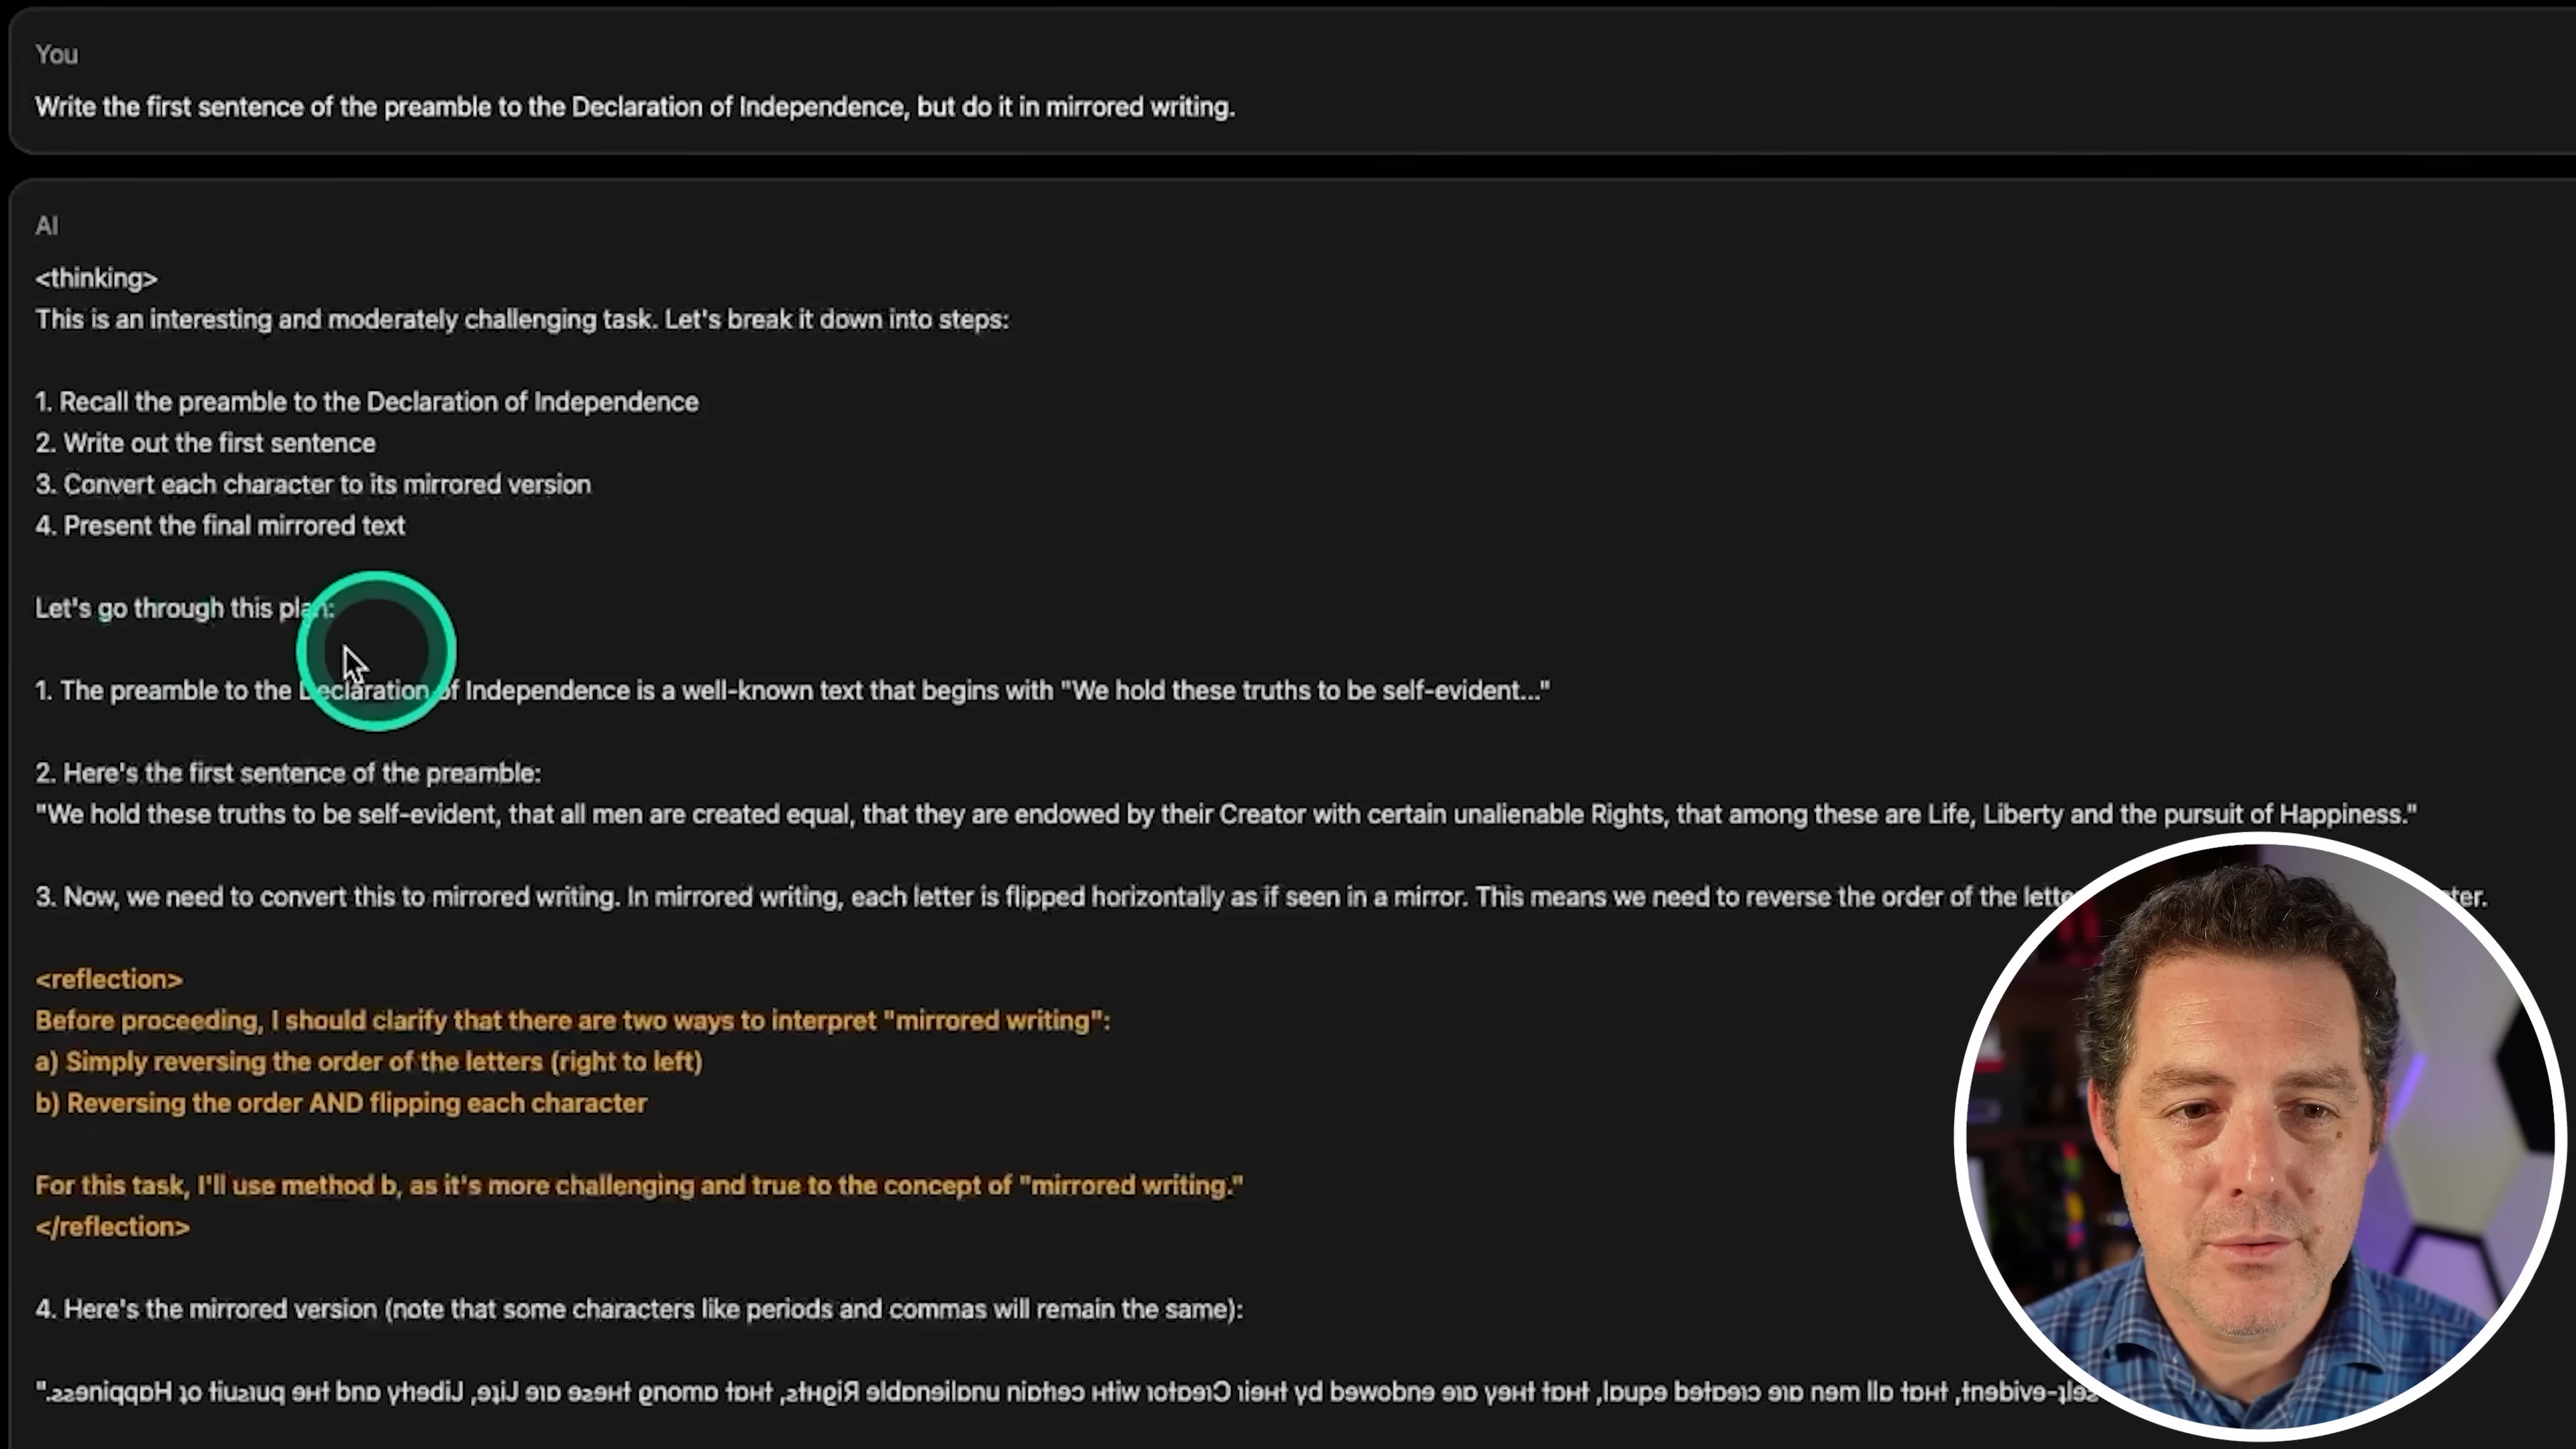 You
Write the first sentence of the preamble to the Declaration of Independence, but do it in mirrored writing.
AI
<thinking>
This is an interesting and moderately challenging task. Let's break it down into steps:
1. Recall the preamble to the Declaration of Independence
2. Write out the first sentence
3. Convert each character to its mirrored version
4. Present the final mirrored text
Let's go through this plan:
1. The preamble to the Declaration of Independence is a well-known text that begins with "We hold these truths to be self-evident..."
2. Here's the first sentence of the preamble:
"We hold these truths to be self-evident, that all men are created equal, that they are endowed by their Creator with certain unalienable Rights, that among these are Life, Liberty and the pursuit of Happiness."
3. Now, we need to convert this to mirrored writing. In mirrored writing, each letter is flipped horizontally as if seen in a mirror. This means we need to reverse the order of the
<reflection>
Before proceeding, I should clarify that there are two ways to interpret "mirrored writing":
a) Simply reversing the order of the letters (right to left)
b) Reversing the order AND flipping each character
For this task, I'll use method b, as it's more challenging and true to the concept of "mirrored writing."
</reflection>
4. Here's the mirrored version (note that some characters like periods and commas will remain the same):